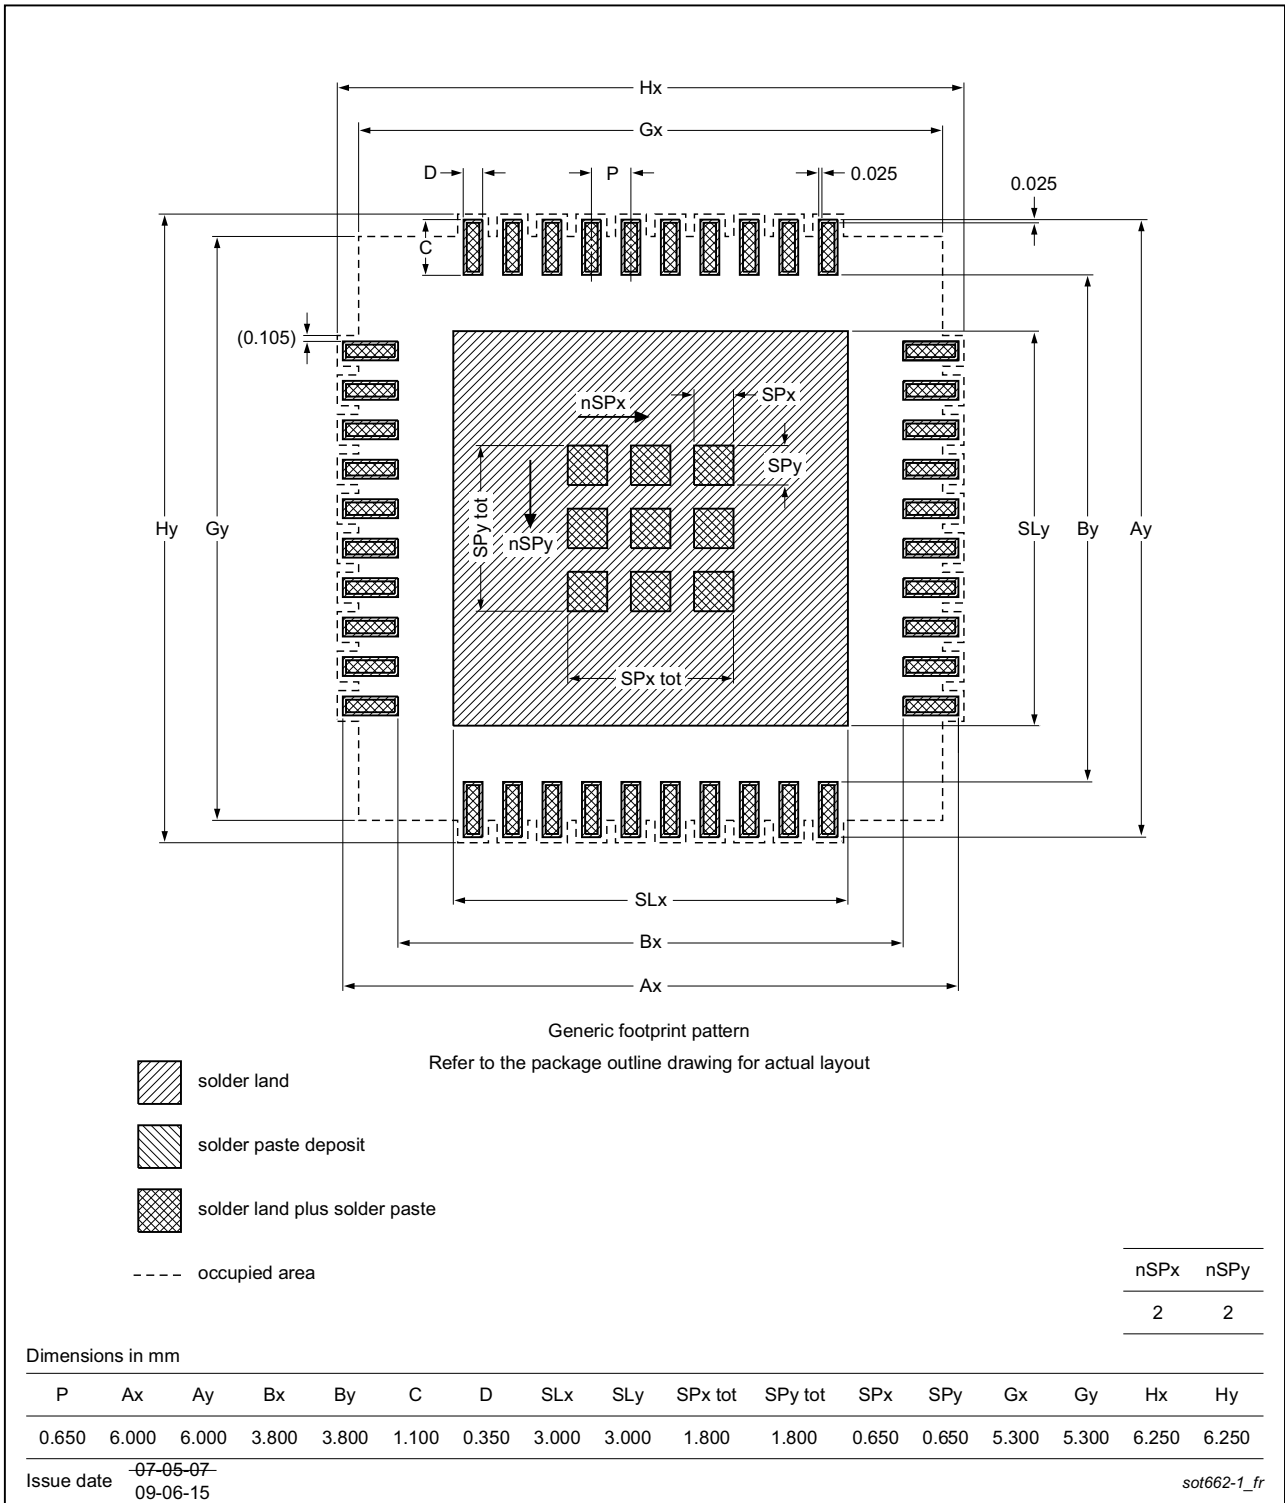 Hx
Gx
D
P
0.025
0.025
C
(0.105)
SPx
nSPx
SPy
SPy tot
nSPy
Hy
Gy
SLy
By
Ay
SPx tot
SLx
Bx
Ax
Generic footprint pattern
Refer to the package outline drawing for actual layout
solder land
solder paste deposit
solder land plus solder paste
occupied area
nSPx nSPy
2 2
Dimensions in mm
P Ax Ay Bx By C D SLx SLy SPx tot SPy tot SPx SPy Gx Gy Hx Hy
0.650 6.000 6.000 3.800 3.800 1.100 0.350 3.000 3.000 1.800 1.800 0.650 0.650 5.300 5.300 6.250 6.250
Issue date 07-05-07
09-06-15
sot662-1_fr